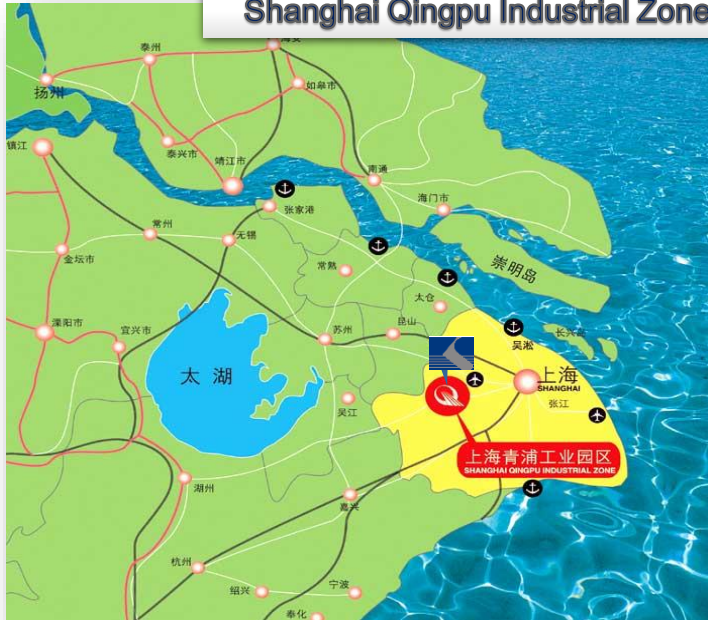 Shanghai Qingpu Industrial Zone
泰州
海安
扬州
如皋市
镇江
泰兴市
靖江市
南通
张家港
海门市
常州
无锡
金坛市
常熟
崇明岛
太仓
溧阳市
宜兴市
苏州
昆山
吴淞
长兴岛
太湖
上海
SHANGHAI
吴江
张江
上海青浦工业园区
SHANGHAI QINGPU INDUSTRIAL ZONE
湖州
嘉兴
杭州
绍兴
宁波
奉化